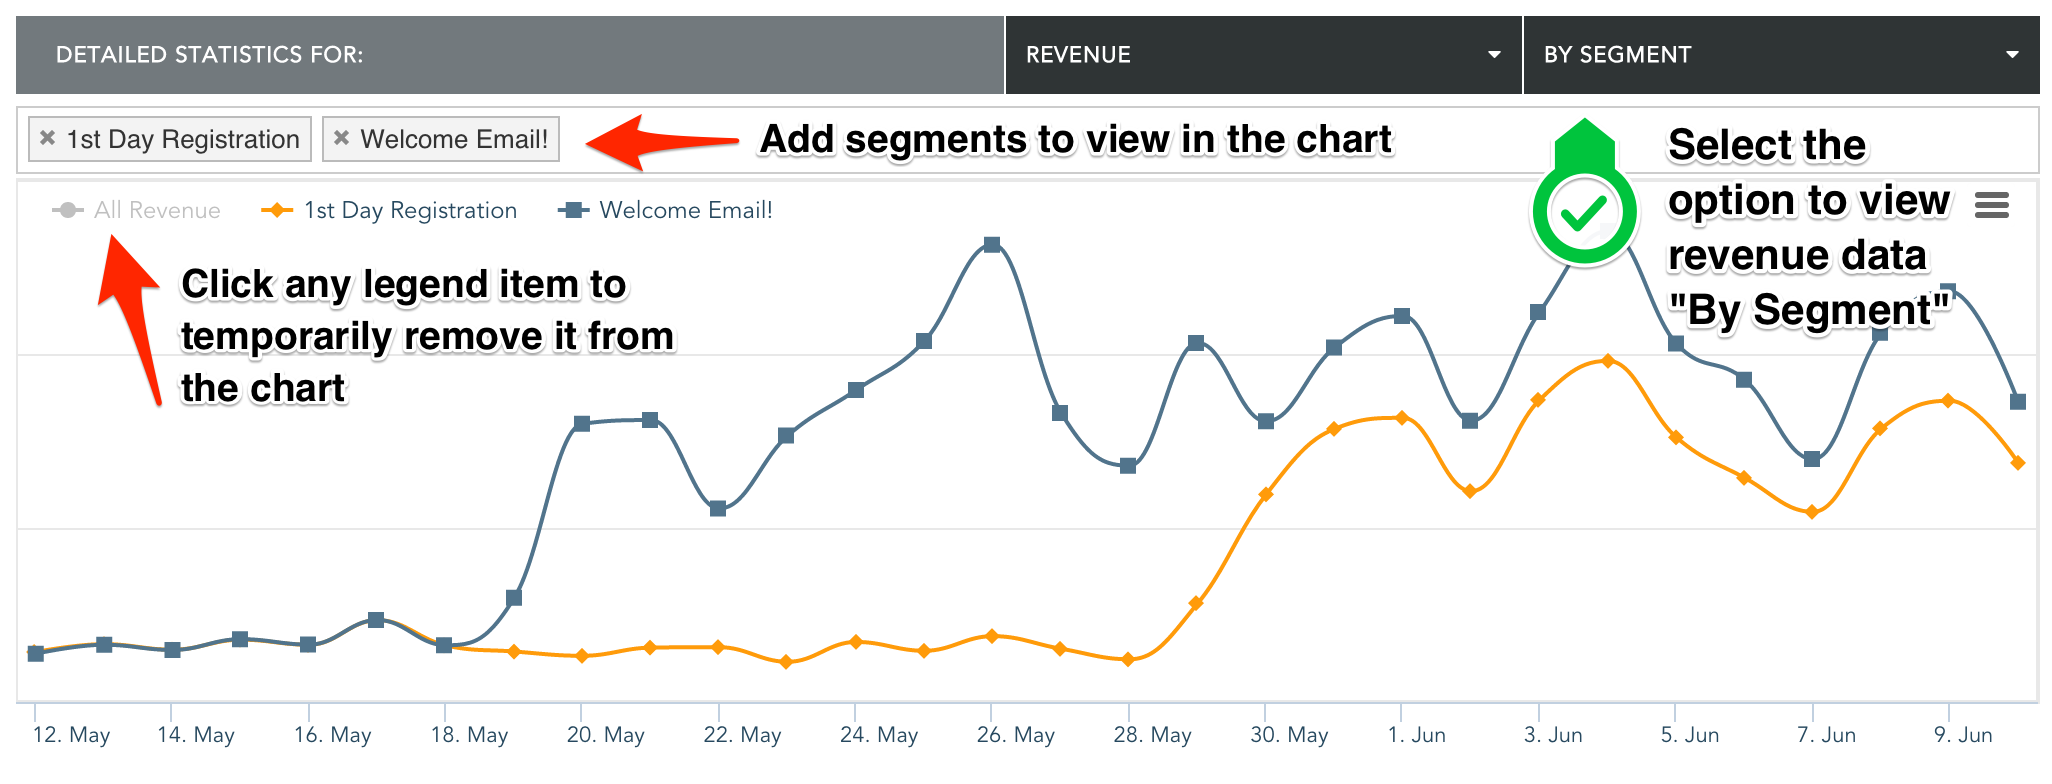 DETAILED STATISTICS FOR:
REVENUE
BY SEGMENT
1st Day Registration
Welcome Email!
Add segments to view in the chart
Select the
option to view
revenue data
"By Segment"
All Revenue
1st Day Registration
Welcome Email!
Click any legend item to
temporarily remove it from
the chart
12. May
14. May
16. May
18. May
20. May
22. May
24. May
26. May
28. May
30. May
1. Jun
3. Jun
5. Jun
7. Jun
9. Jun